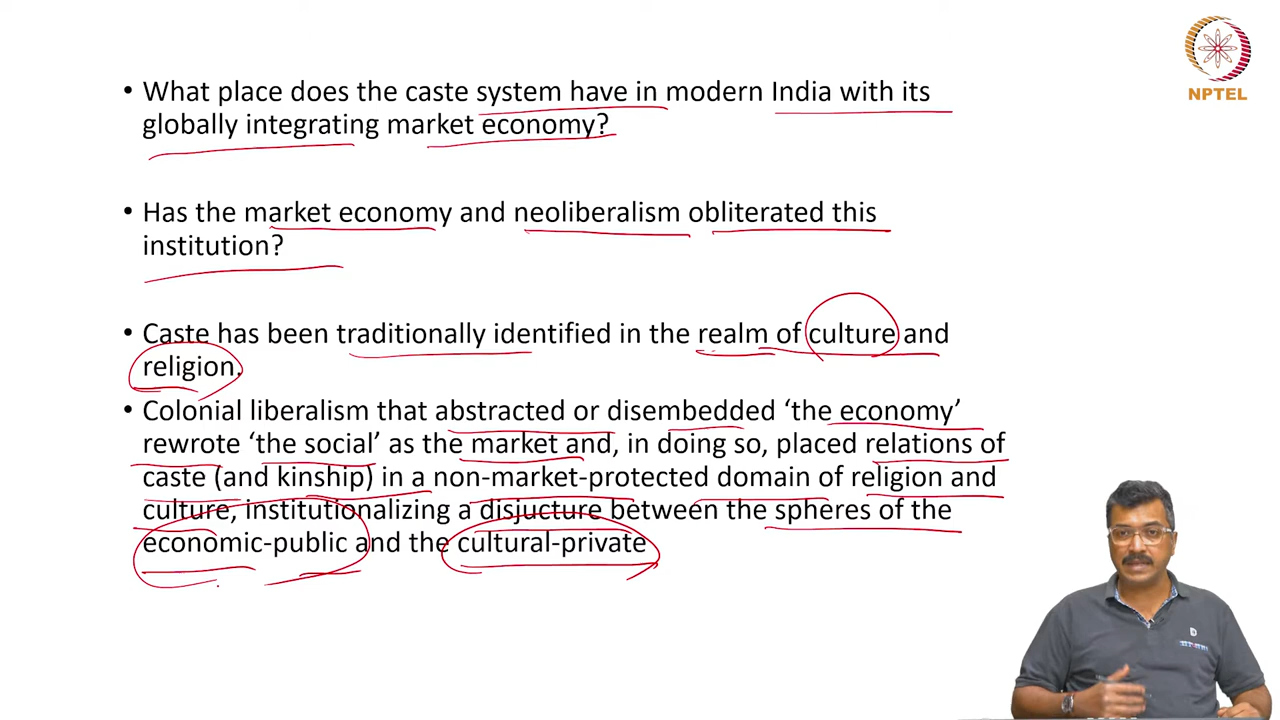 NPTEL
• What place does the caste system have in modern India with its
globally integrating market economy?
• Has the market economy and neoliberalism obliterated this
institution?
• Caste has been traditionally identified in the realm of culture and
religion.
• Colonial liberalism that abstracted or disembedded ‘the economy’
rewrote ‘the social’ as the market and, in doing so, placed relations of
caste (and kinship) in a non-market-protected domain of religion and
culture, institutionalizing a disjucture between the spheres of the
economic-public and the cultural-private